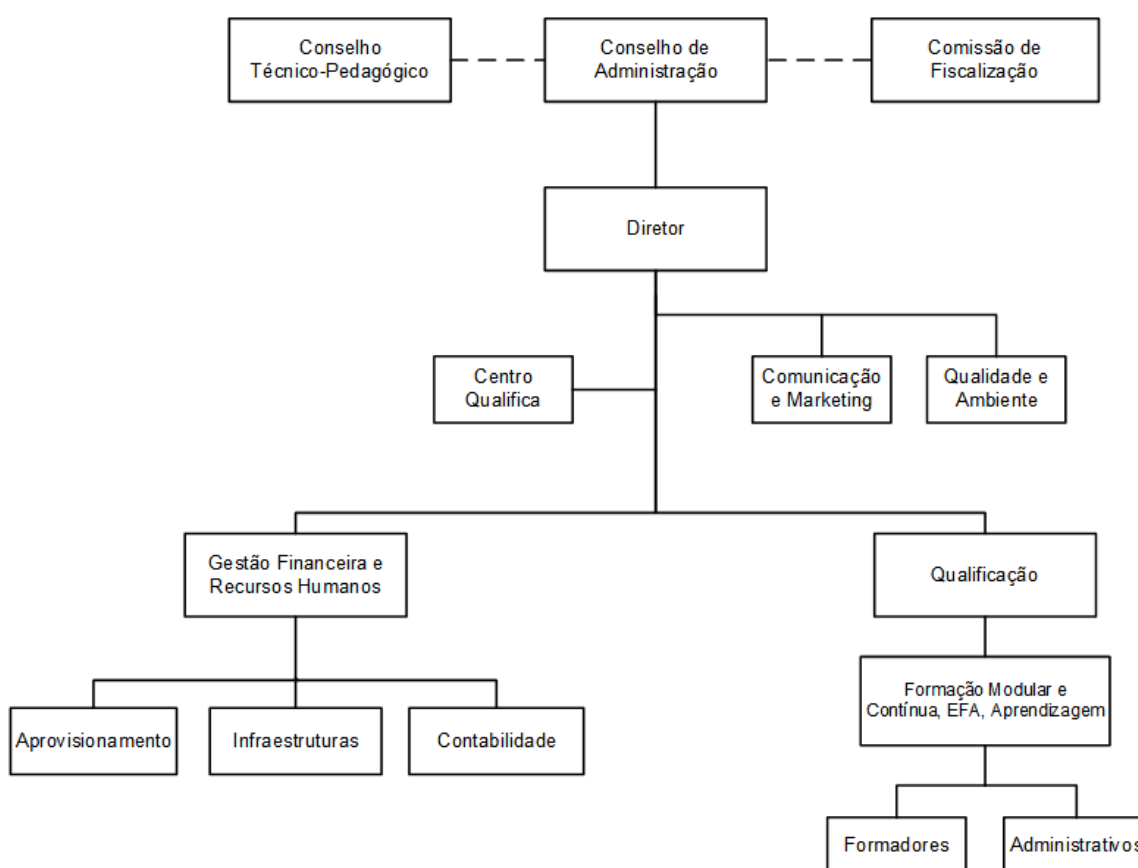 Conselho
Técnico-Pedagógico
Conselho de
Administração
Comissão de
Fiscalização
Diretor
Centro
Qualifica
Comunicação
e Marketing
Qualidade e
Ambiente
Gestão Financeira e
Recursos Humanos
Qualificação
Formação Modular e
Contínua, EFA, Aprendizagem
Aprovisionamento
Infraestruturas
Contabilidade
Formadores
Administrativos